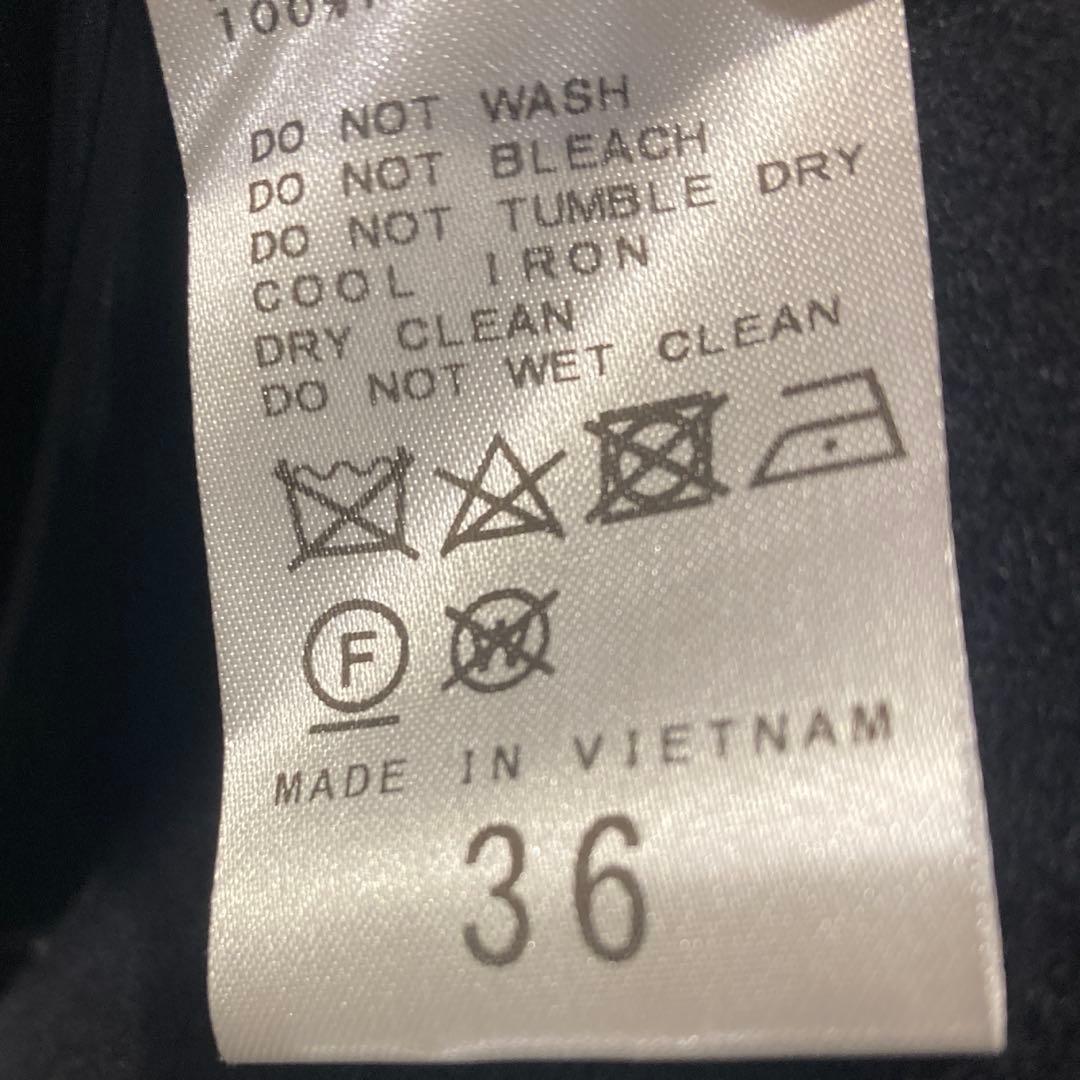 100%
DO NOT WASH
DO NOT BLEACH
DO NOT TUMBLE DRY
COOL IRON
DRY CLEAN
DO NOT WET CLEAN
F
W
MADE IN VIETNAM
36